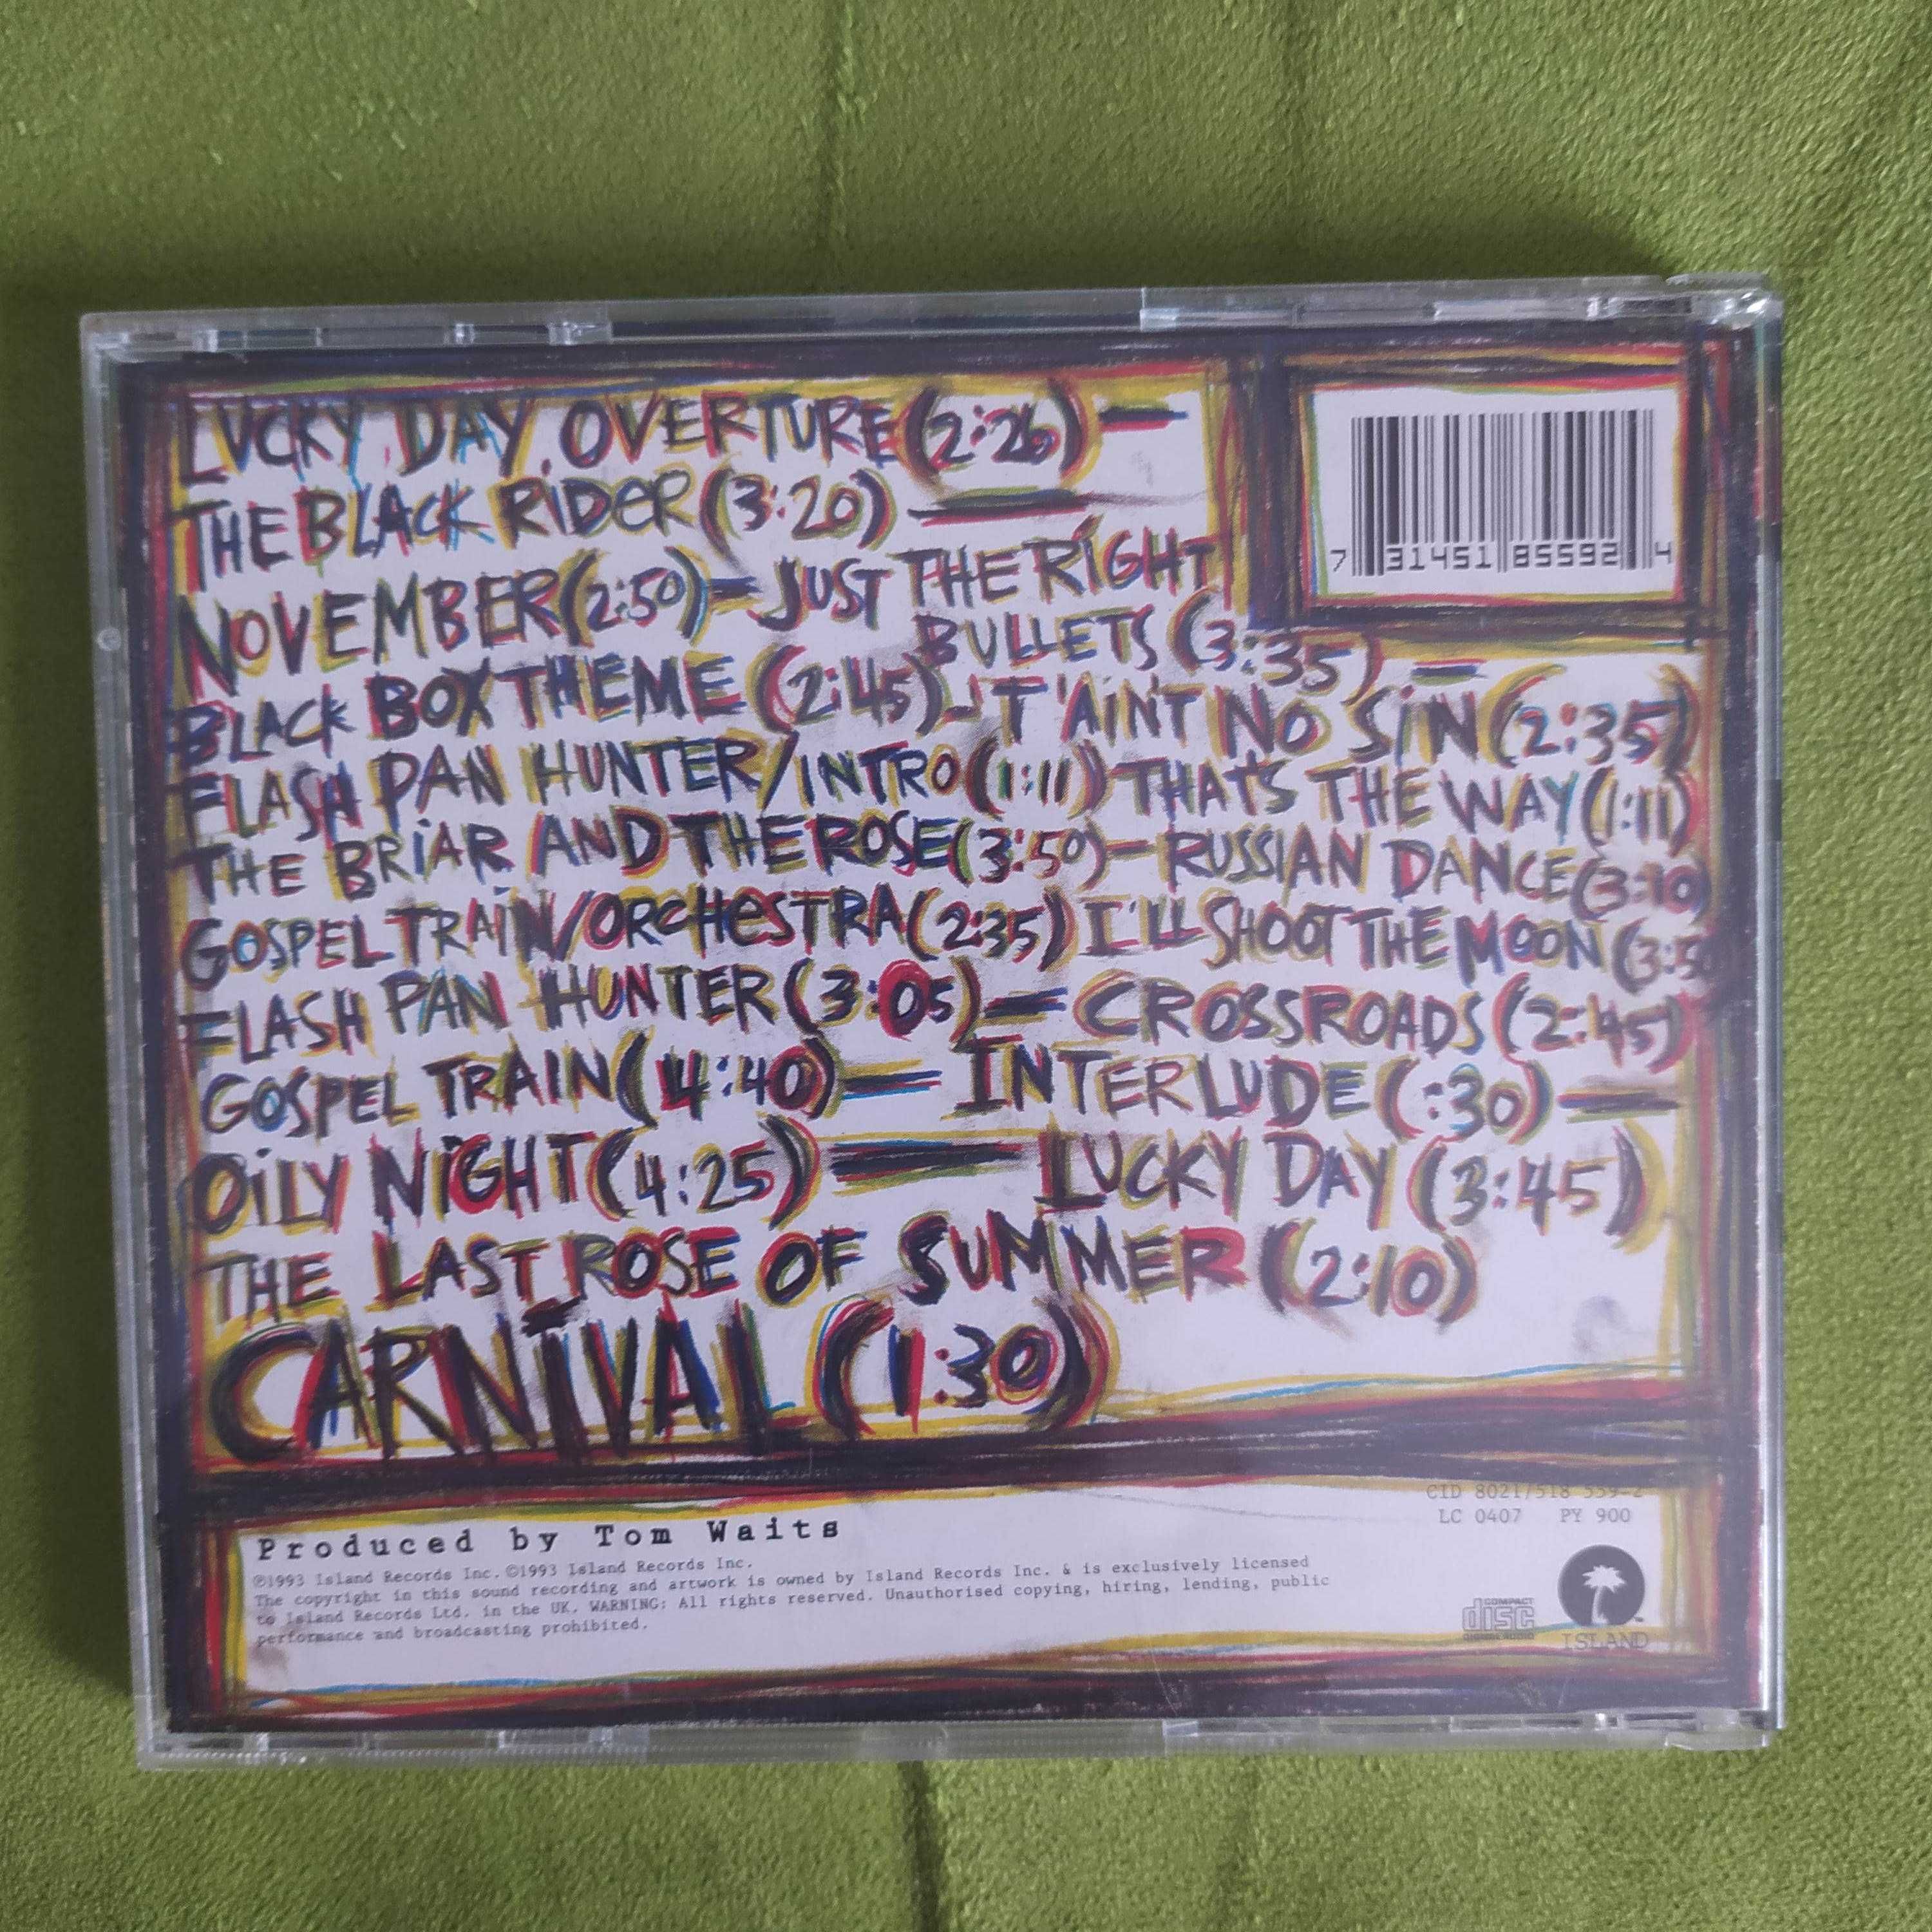 LUCKY DAY OVERTURE (2:26) —
THE BLACK RIDER (3:20) —
NOVEMBER (2:50) — JUST THE RIGHT
BULLETS (3:35) —
BLACK BOX THEME (2:45) — 'T'AIN'T NO SIN (2:35)
FLASH PAN HUNTER/INTRO (1:11) THAT'S THE WAY (1:11)
THE BRIAR AND THE ROSE (3:50) — RUSSIAN DANCE (3:10)
GOSPEL TRAIN/ORCHESTRA (2:35) I'LL SHOOT THE MOON (3:50
FLASH PAN HUNTER (3:05) — CROSSROADS (2:45)
GOSPEL TRAIN (4:40) — INTERLUDE (:30) —
OILY NIGHT (4:25) — LUCKY DAY (3:45)
THE LAST ROSE OF SUMMER (2:10)
CARNIVAL (1:30)
7 31451 85592 4
Produced by Tom Waits
℗1993 Island Records Inc. ©1993 Island Records Inc.
The copyright in this sound recording and artwork is owned by Island Records Inc. & is exclusively licensed
to Island Records Ltd. in the UK. WARNING: All rights reserved. Unauthorised copying, hiring, lending, public
performance and broadcasting prohibited.
CID 8021/518 559-2
LC 0407 PY 900
COMPACT
disc
DIGITAL AUDIO
ISLAND